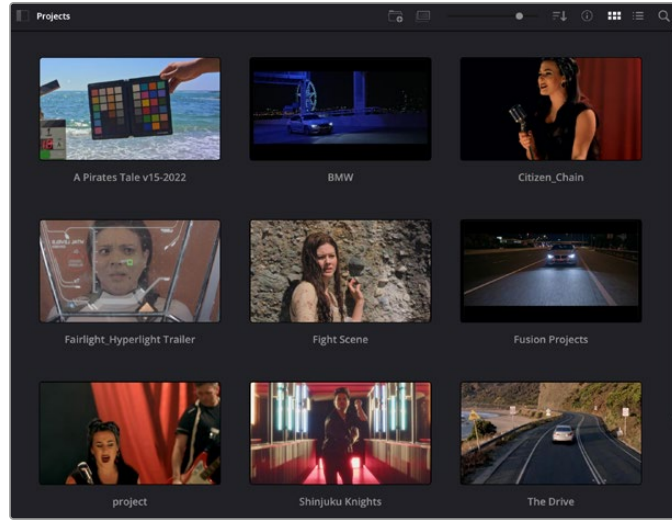 Projects
A Pirates Tale v15-2022
BMW
Citizen_Chain
Fairlight_Hyperlight Trailer
Fight Scene
Fusion Projects
project
Shinjuku Knights
The Drive